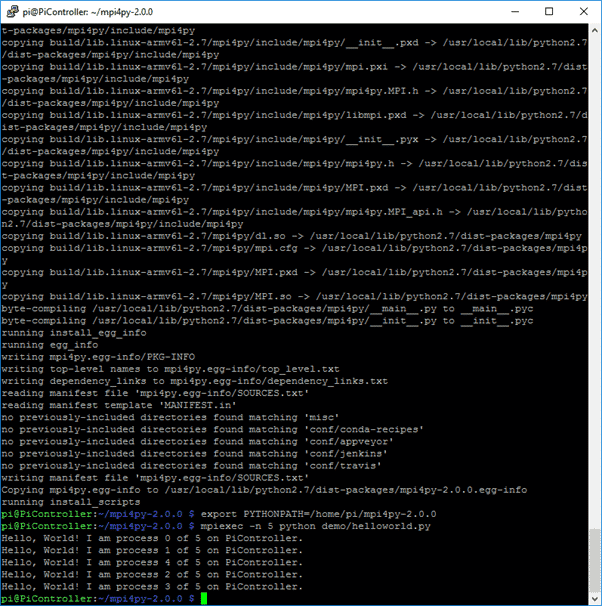 pi@PiController: ~/mpi4py-2.0.0
t-packages/mpi4py/include/mpi4py
copying build/lib.linux-armv6l-2.7/mpi4py/include/mpi4py/__init__.pxd -> /usr/local/lib/python2.7
/dist-packages/mpi4py/include/mpi4py
copying build/lib.linux-armv6l-2.7/mpi4py/include/mpi4py/mpi.pxi -> /usr/local/lib/python2.7/dist
-packages/mpi4py/include/mpi4py
copying build/lib.linux-armv6l-2.7/mpi4py/include/mpi4py/mpi4py.MPI.h -> /usr/local/lib/python2.7
/dist-packages/mpi4py/include/mpi4py
copying build/lib.linux-armv6l-2.7/mpi4py/include/mpi4py/libmpi.pxd -> /usr/local/lib/python2.7/d
ist-packages/mpi4py/include/mpi4py
copying build/lib.linux-armv6l-2.7/mpi4py/include/mpi4py/__init__.pyx -> /usr/local/lib/python2.7
/dist-packages/mpi4py/include/mpi4py
copying build/lib.linux-armv6l-2.7/mpi4py/include/mpi4py/mpi4py.h -> /usr/local/lib/python2.7/dis
t-packages/mpi4py/include/mpi4py
copying build/lib.linux-armv6l-2.7/mpi4py/include/mpi4py/MPI.pxd -> /usr/local/lib/python2.7/dist
-packages/mpi4py/include/mpi4py
copying build/lib.linux-armv6l-2.7/mpi4py/include/mpi4py/mpi4py.MPI_api.h -> /usr/local/lib/pytho
n2.7/dist-packages/mpi4py/include/mpi4py
copying build/lib.linux-armv6l-2.7/mpi4py/dl.so -> /usr/local/lib/python2.7/dist-packages/mpi4py
copying build/lib.linux-armv6l-2.7/mpi4py/mpi.cfg -> /usr/local/lib/python2.7/dist-packages/mpi4p
y
copying build/lib.linux-armv6l-2.7/mpi4py/MPI.pxd -> /usr/local/lib/python2.7/dist-packages/mpi4p
y
copying build/lib.linux-armv6l-2.7/mpi4py/MPI.so -> /usr/local/lib/python2.7/dist-packages/mpi4py
byte-compiling /usr/local/lib/python2.7/dist-packages/mpi4py/__main__.py to __main__.pyc
byte-compiling /usr/local/lib/python2.7/dist-packages/mpi4py/__init__.py to __init__.pyc
running install_egg_info
running egg_info
writing mpi4py.egg-info/PKG-INFO
writing top-level names to mpi4py.egg-info/top_level.txt
writing dependency_links to mpi4py.egg-info/dependency_links.txt
reading manifest file 'mpi4py.egg-info/SOURCES.txt'
reading manifest template 'MANIFEST.in'
no previously-included directories found matching 'misc'
no previously-included directories found matching 'conf/conda-recipes'
no previously-included directories found matching 'conf/appveyor'
no previously-included directories found matching 'conf/jenkins'
no previously-included directories found matching 'conf/travis'
writing manifest file 'mpi4py.egg-info/SOURCES.txt'
Copying mpi4py.egg-info to /usr/local/lib/python2.7/dist-packages/mpi4py-2.0.0.egg-info
running install_scripts
pi@PiController:~/mpi4py-2.0.0 $ export PYTHONPATH=/home/pi/mpi4py-2.0.0
pi@PiController:~/mpi4py-2.0.0 $ mpiexec -n 5 python demo/helloworld.py
Hello, World! I am process 0 of 5 on PiController.
Hello, World! I am process 1 of 5 on PiController.
Hello, World! I am process 4 of 5 on PiController.
Hello, World! I am process 2 of 5 on PiController.
Hello, World! I am process 3 of 5 on PiController.
pi@PiController:~/mpi4py-2.0.0 $